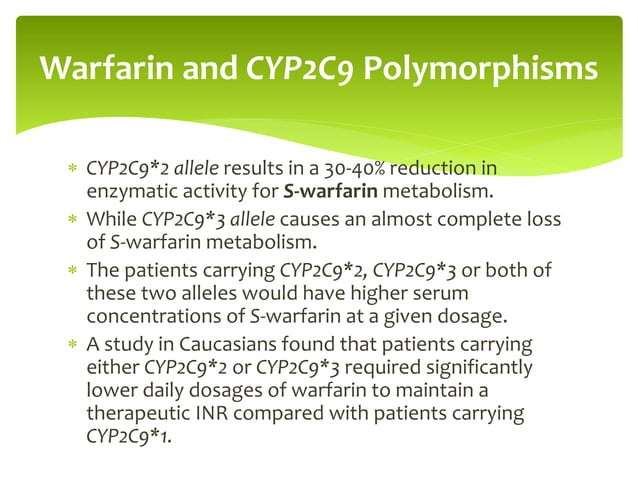 Warfarin and CYP2C9 Polymorphisms
CYP2C9*2 allele results in a 30-40% reduction in
enzymatic activity for S-warfarin metabolism.
While CYP2C9*3 allele causes an almost complete loss
of S-warfarin metabolism.
The patients carrying CYP2C9*2, CYP2C9*3 or both of
these two alleles would have higher serum
concentrations of S-warfarin at a given dosage.
A study in Caucasians found that patients carrying
either CYP2C9*2 or CYP2C9*3 required significantly
lower daily dosages of warfarin to maintain a
therapeutic INR compared with patients carrying
CYP2C9*1.